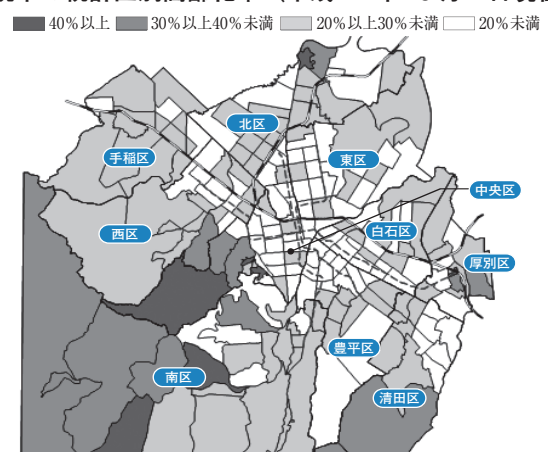 40%以上 30%以上40%未満 20%以上30%未満 20%未満
北区
手稲区
東区
中央区
西区
白石区
厚別区
豊平区
南区
清田区